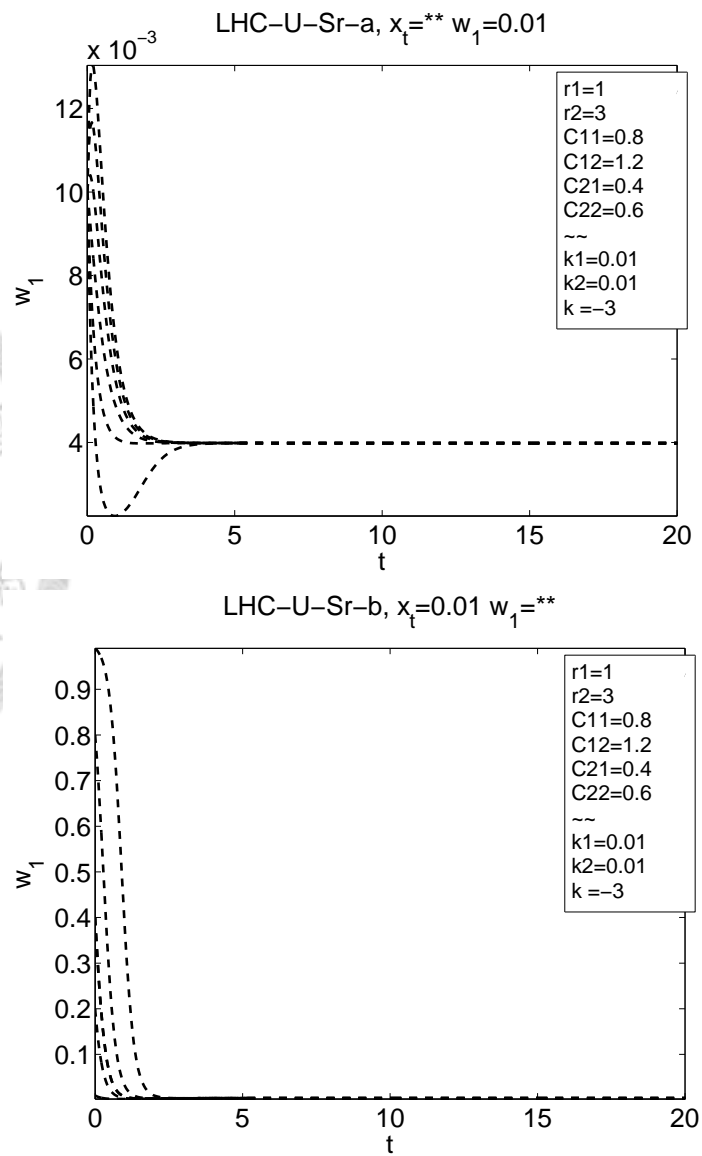 LHC−U−Sr−a, x_t=** w_1=0.01
x 10^−3
12
10
8
6
4
w_1
0
5
10
15
20
t
r1=1
r2=3
C11=0.8
C12=1.2
C21=0.4
C22=0.6
~~
k1=0.01
k2=0.01
k =−3
LHC−U−Sr−b, x_t=0.01 w_1=**
0.9
0.8
0.7
0.6
0.5
0.4
0.3
0.2
0.1
w_1
0
5
10
15
20
t
r1=1
r2=3
C11=0.8
C12=1.2
C21=0.4
C22=0.6
~~
k1=0.01
k2=0.01
k =−3